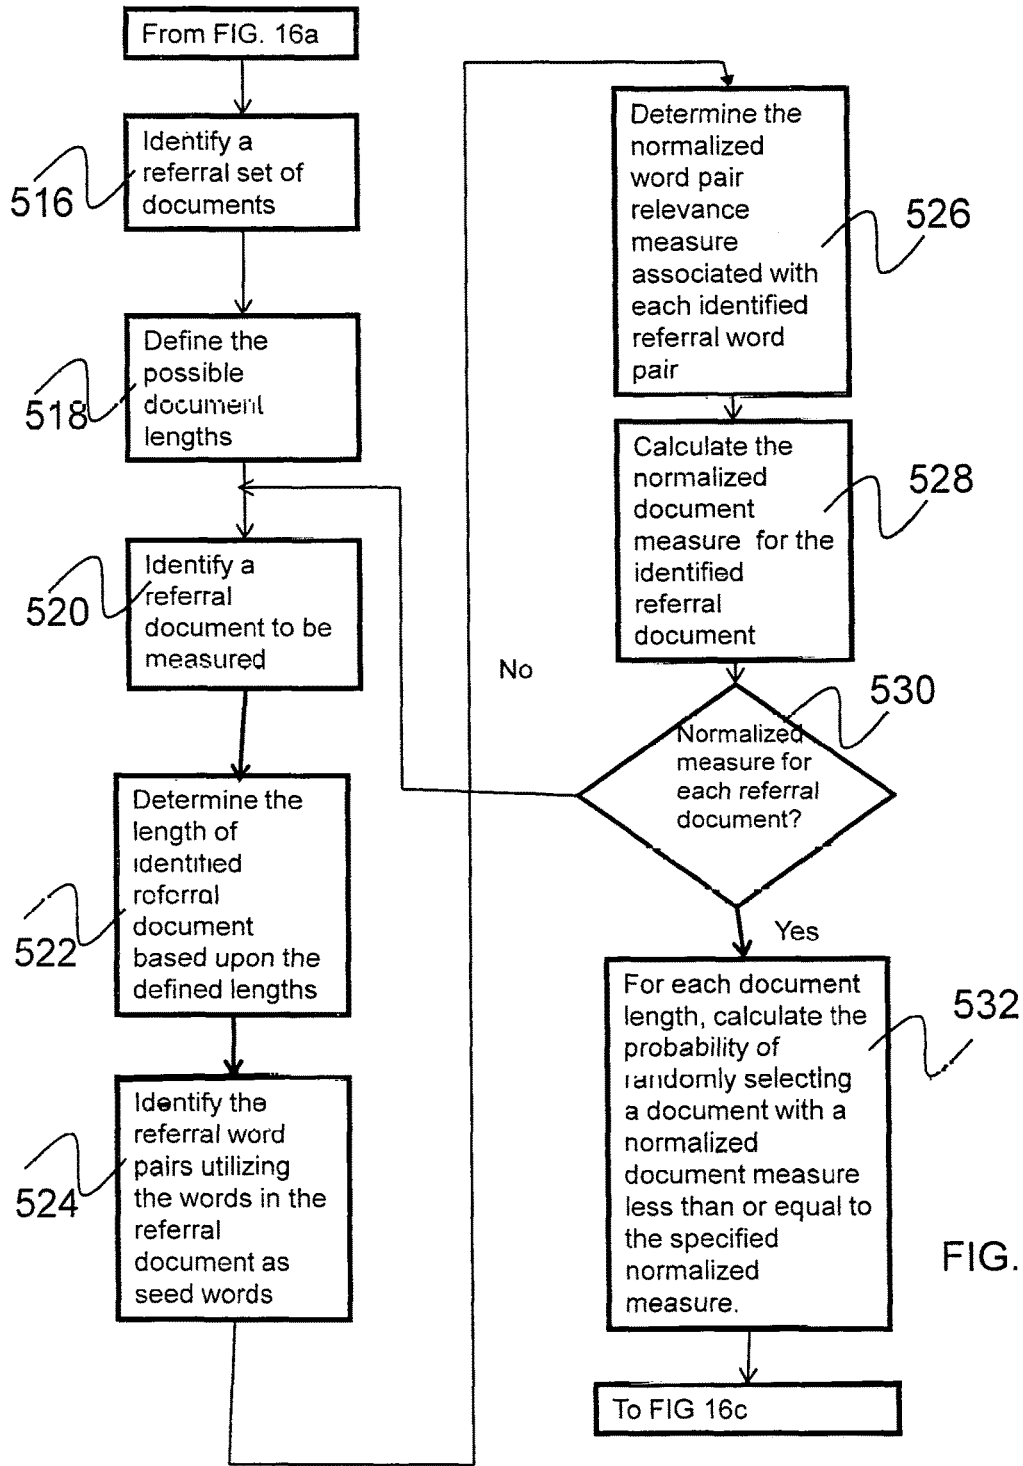 From FIG. 16a
Identify a
referral set of
documents
516
Define the
possible
document
lengths
518
Identify a
referral
document to be
measured
520
Determine the
length of
identified
referral
document
based upon the
defined lengths
522
Identify the
referral word
pairs utilizing
the words in the
referral
document as
seed words
524
Determine the
normalized
word pair
relevance
measure
associated with
each identified
referral word
pair
526
Calculate the
normalized
document
measure for the
identified
referral
document
528
No
530
Normalized
measure for
each referral
document?
Yes
For each document
length, calculate the
probability of
randomly selecting
a document with a
normalized
document measure
less than or equal to
the specified
normalized
measure.
532
FIG.
To FIG 16c